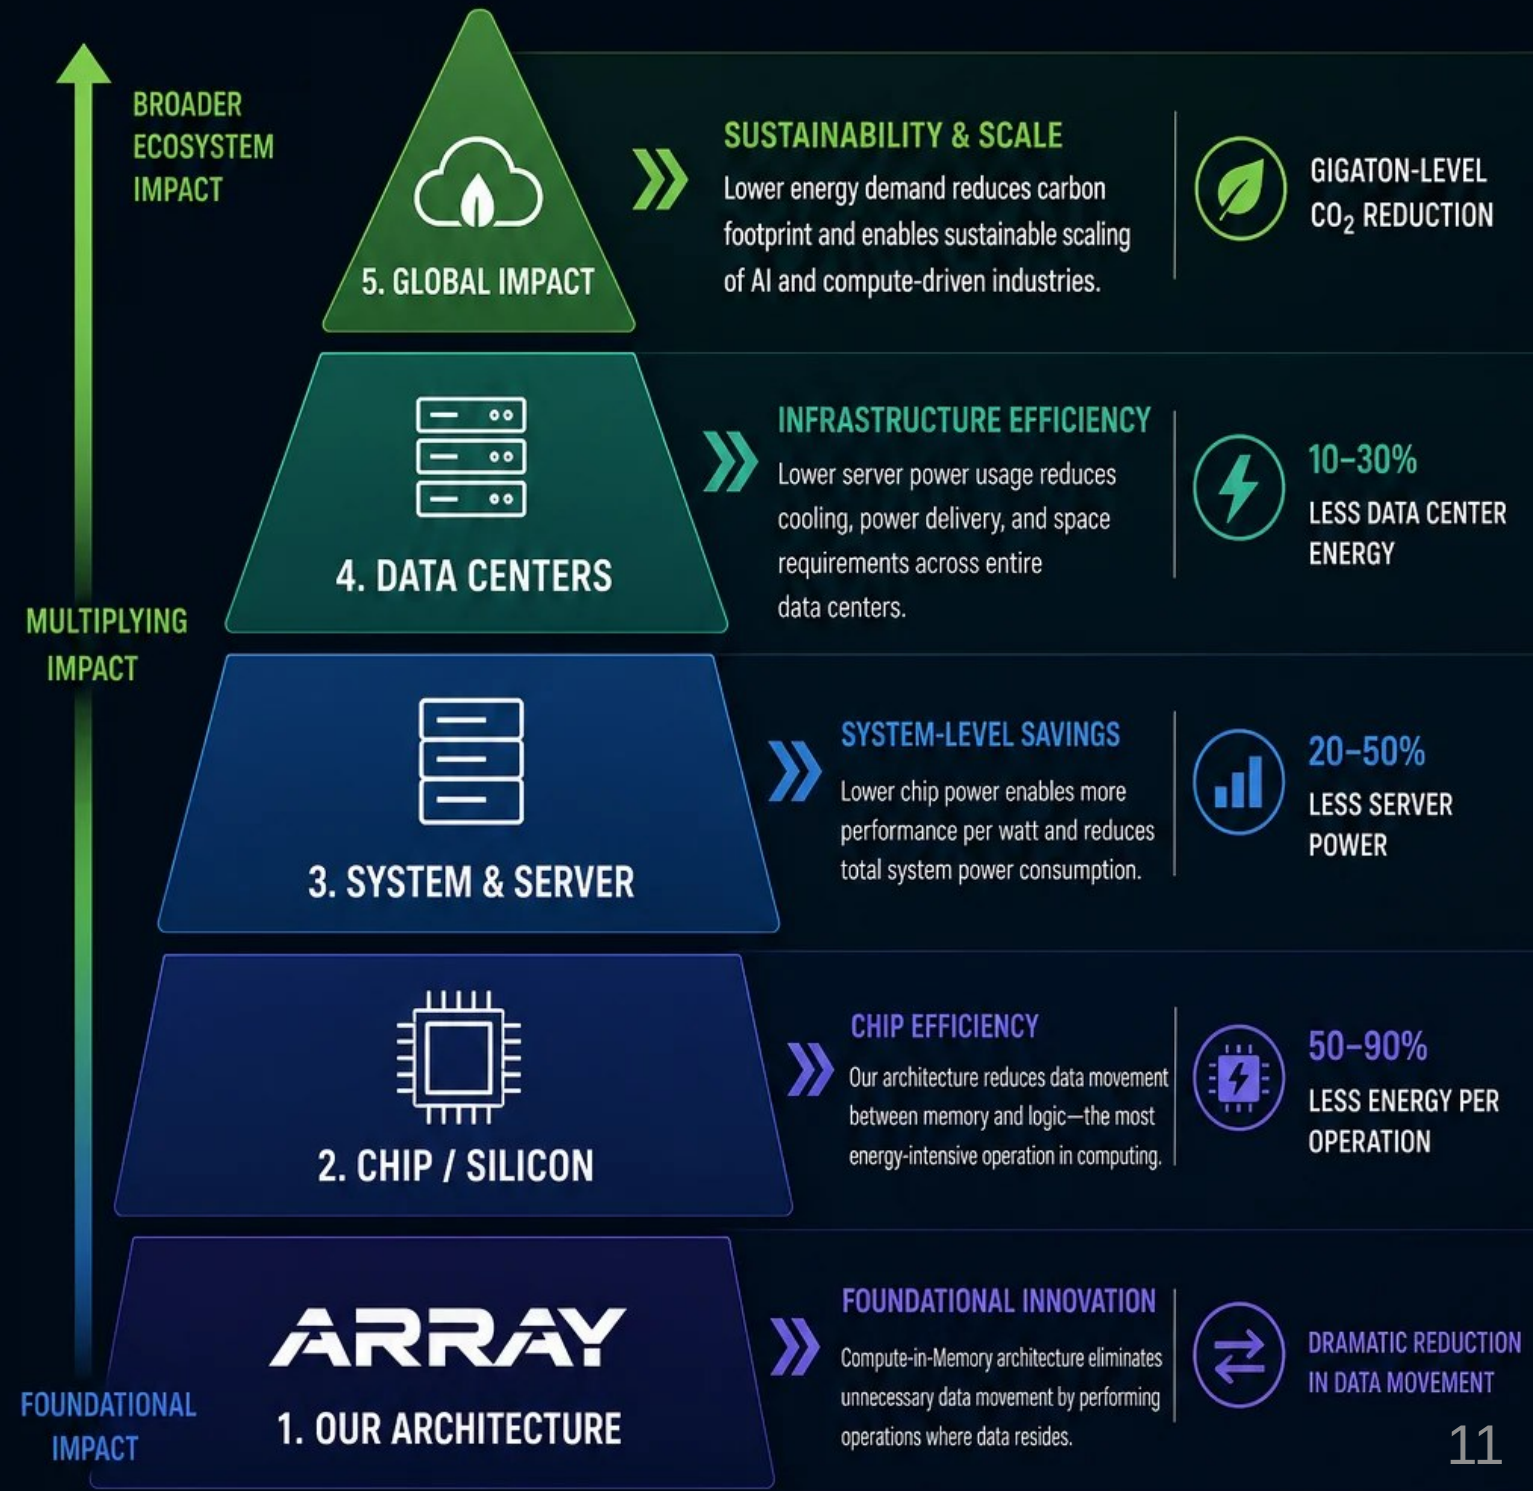 BROADER
ECOSYSTEM
IMPACT
5. GLOBAL IMPACT
SUSTAINABILITY & SCALE
Lower energy demand reduces carbon
footprint and enables sustainable scaling
of AI and compute-driven industries.
GIGATON-LEVEL
CO₂ REDUCTION
4. DATA CENTERS
INFRASTRUCTURE EFFICIENCY
Lower server power usage reduces
cooling, power delivery, and space
requirements across entire
data centers.
10–30%
LESS DATA CENTER
ENERGY
MULTIPLYING
IMPACT
3. SYSTEM & SERVER
SYSTEM-LEVEL SAVINGS
Lower chip power enables more
performance per watt and reduces
total system power consumption.
20–50%
LESS SERVER
POWER
2. CHIP / SILICON
CHIP EFFICIENCY
Our architecture reduces data movement
between memory and logic—the most
energy-intensive operation in computing.
50–90%
LESS ENERGY PER
OPERATION
FOUNDATIONAL
IMPACT
ARRAY
1. OUR ARCHITECTURE
FOUNDATIONAL INNOVATION
Compute-in-Memory architecture eliminates
unnecessary data movement by performing
operations where data resides.
DRAMATIC REDUCTION
IN DATA MOVEMENT
11